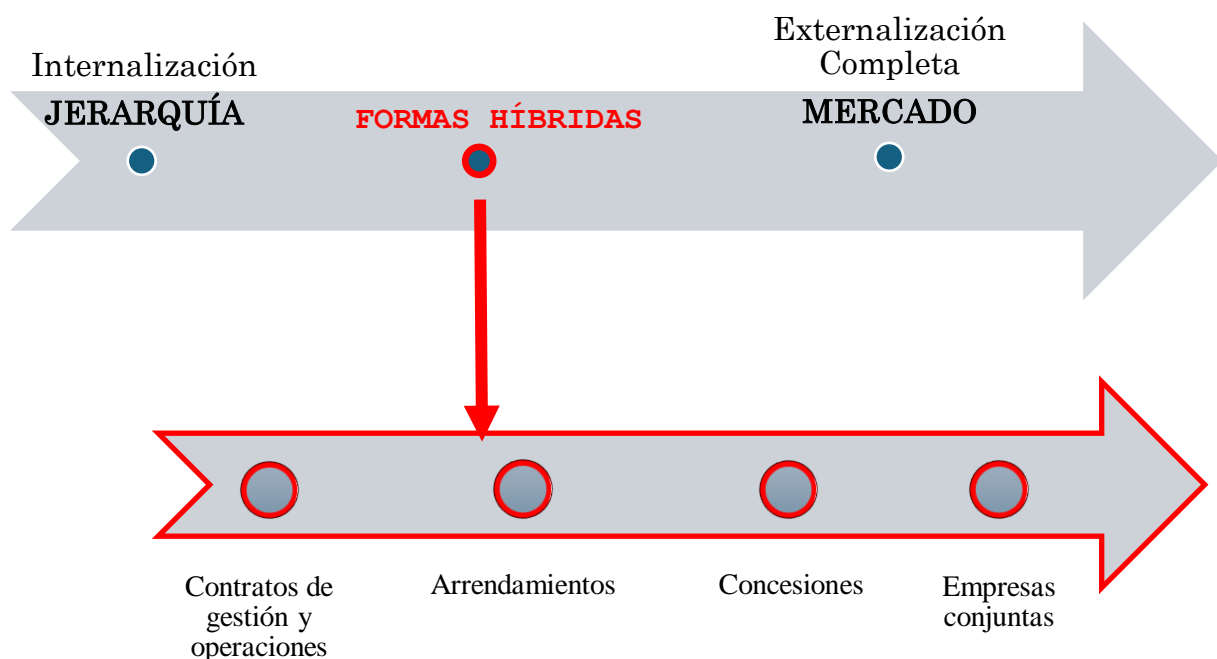 Internalización
JERARQUÍA
FORMAS HÍBRIDAS
Externalización
Completa
MERCADO
Contratos de
gestión y
operaciones
Arrendamientos
Concesiones
Empresas
conjuntas